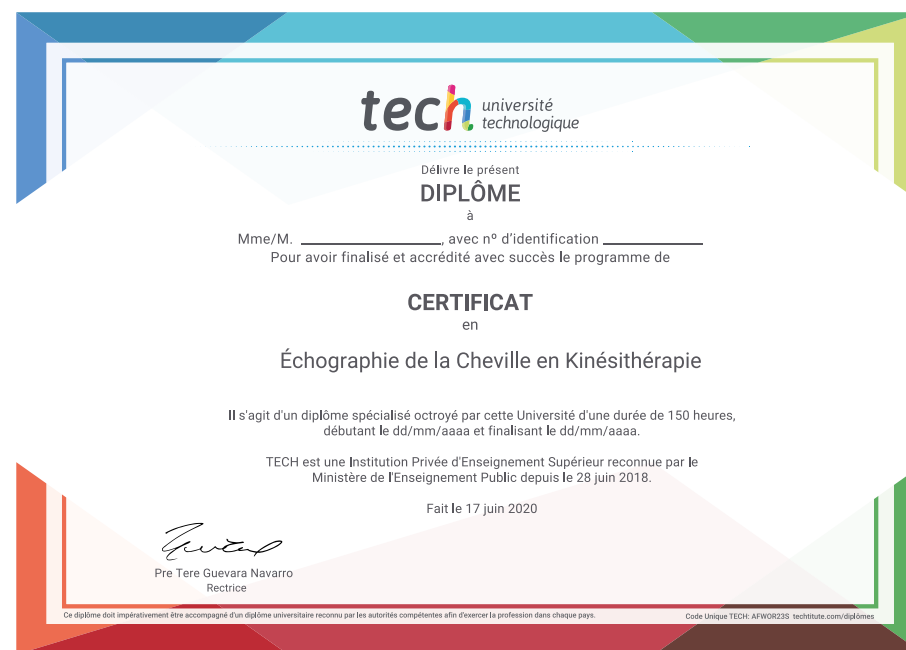 tech université
technologique
Délivre le présent
DIPLÔME
à
Mme/M. ____________________, avec nº d'identification ______________
Pour avoir finalisé et accrédité avec succès le programme de
CERTIFICAT
en
Échographie de la Cheville en Kinésithérapie
Il s'agit d'un diplôme spécialisé octroyé par cette Université d'une durée de 150 heures,
débutant le dd/mm/aaaa et finalisant le dd/mm/aaaa.
TECH est une Institution Privée d'Enseignement Supérieur reconnue par le
Ministère de l'Enseignement Public depuis le 28 juin 2018.
Fait le 17 juin 2020
Pre Tere Guevara Navarro
Rectrice
Ce diplôme doit impérativement être accompagné d'un diplôme universitaire reconnu par les autorités compétentes afin d'exercer la profession dans chaque pays.
Code Unique TECH: AFWOR23S techtitute.com/diplômes